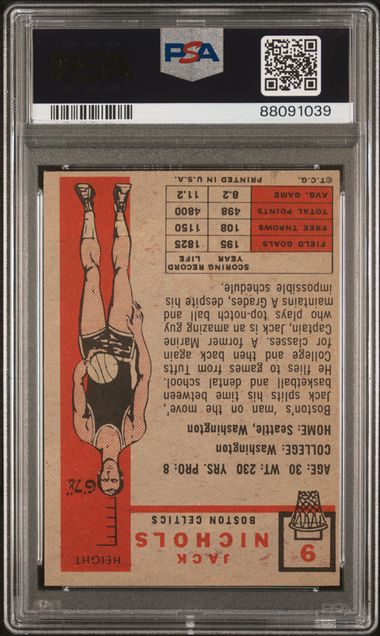 PSA
PSA
88091039
9
JACK
NICHOLS
BOSTON CELTICS
HEIGHT
6'7"
AGE: 30 WT: 230 YRS. PRO: 8
COLLEGE: Washington
HOME: Seattle, Washington
Boston's 'man on the move',
Jack splits his time between
basketball and dental school.
He flies to games from Tufts
College and then back again
for classes. A former Marine
Captain, Jack is an amazing guy
who plays top-notch ball and
maintains A Grades, despite his
impossible schedule.
SCORING RECORD
YEAR LIFE
FIELD GOALS 195 1825
FREE THROWS 108 1150
TOTAL POINTS 498 4800
AVG. GAME 8.2 11.2
©T.C.G. PRINTED IN U.S.A.